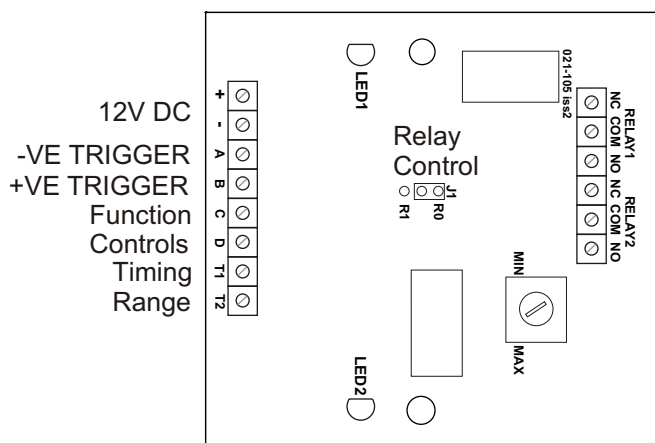 12V DC
-VE TRIGGER
+VE TRIGGER
Function
Controls
Timing
Range
+
-
A
B
C
D
T1
T2
LED1
021-105 iss2
Relay
Control
J1
R1
R0
NC COM NO NC COM NO
RELAY1
RELAY2
MIN
MAX
LED2